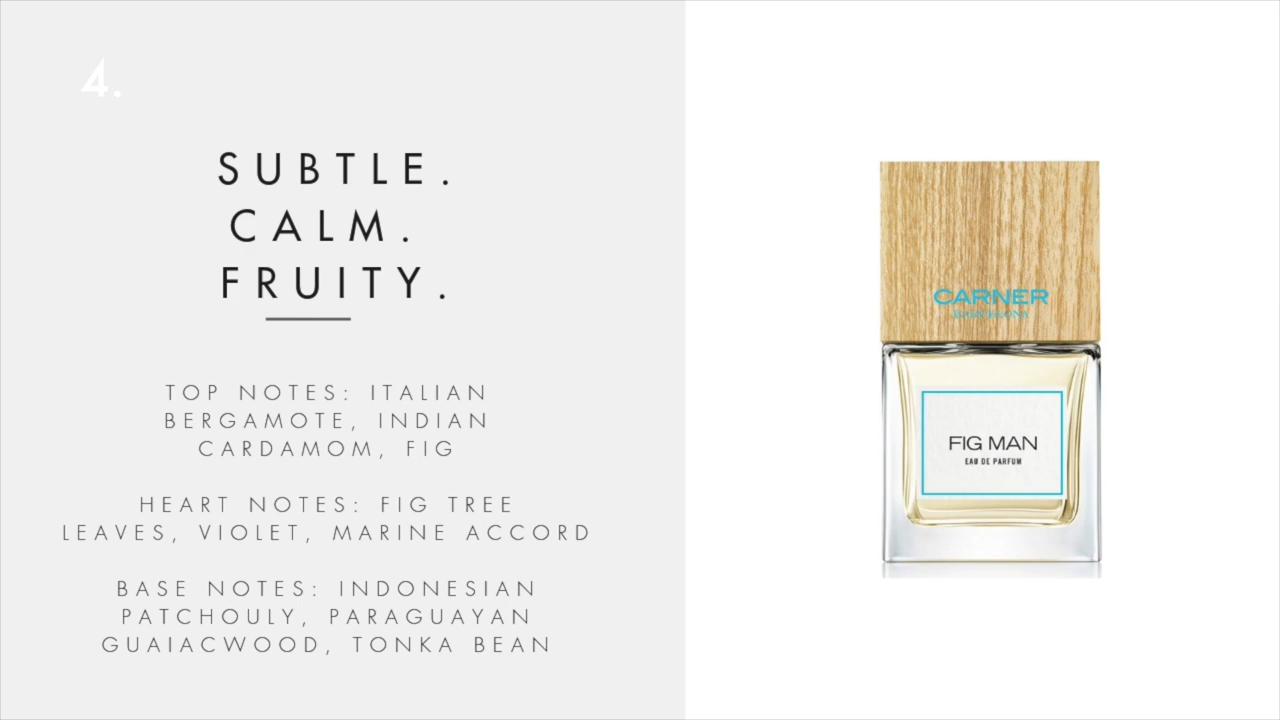 4.
SUBTLE.
CALM.
FRUITY.
TOP NOTES: ITALIAN
BERGAMOTE, INDIAN
CARDAMOM, FIG
HEART NOTES: FIG TREE
LEAVES, VIOLET, MARINE ACCORD
BASE NOTES: INDONESIAN
PATCHOULY, PARAGUAYAN
GUAIACWOOD, TONKA BEAN
CARNER
BARCELONA
FIG MAN
EAU DE PARFUM